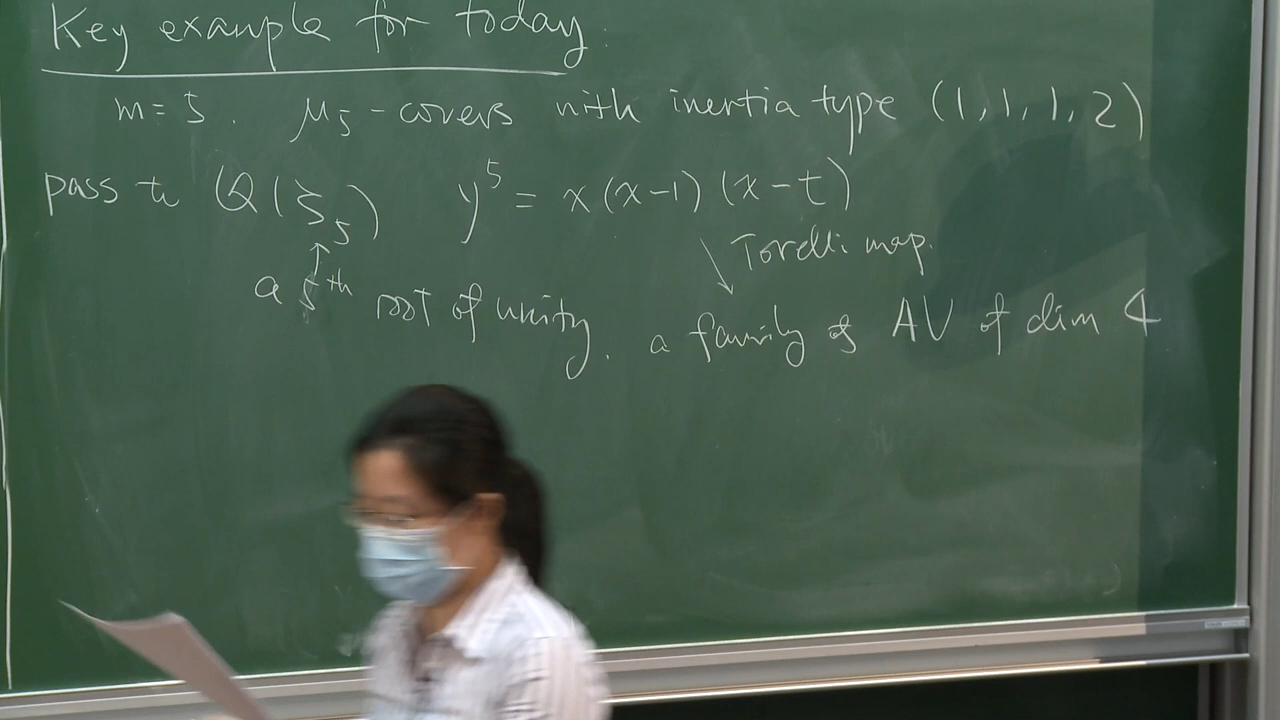 Key example for today:
m=5. μ₅-covers with inertia type (1,1,1,2)
pass to Q(ζ₅) y⁵ = x(x-1)(x-t)
↑ ↘ Torelli map.
a 5th root of unity. a family of AV of dim 4